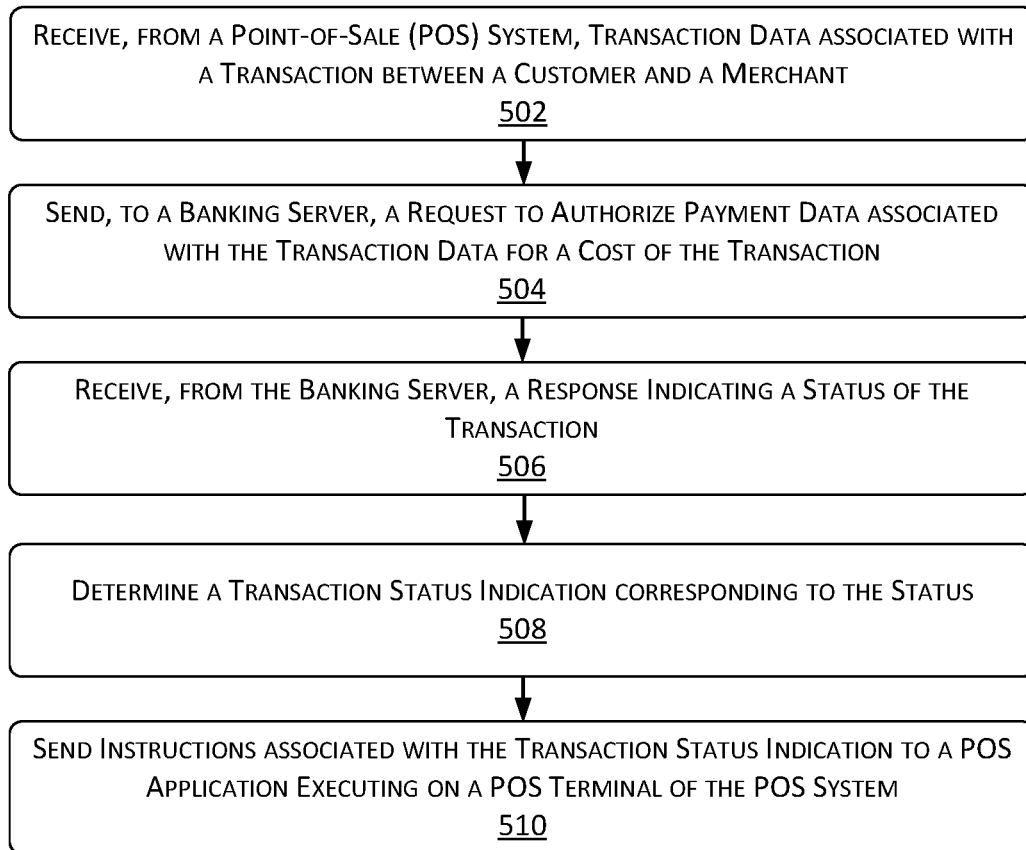 RECEIVE, FROM A POINT-OF-SALE (POS) SYSTEM, TRANSACTION DATA ASSOCIATED WITH
A TRANSACTION BETWEEN A CUSTOMER AND A MERCHANT
502
SEND, TO A BANKING SERVER, A REQUEST TO AUTHORIZE PAYMENT DATA ASSOCIATED
WITH THE TRANSACTION DATA FOR A COST OF THE TRANSACTION
504
RECEIVE, FROM THE BANKING SERVER, A RESPONSE INDICATING A STATUS OF THE
TRANSACTION
506
DETERMINE A TRANSACTION STATUS INDICATION CORRESPONDING TO THE STATUS
508
SEND INSTRUCTIONS ASSOCIATED WITH THE TRANSACTION STATUS INDICATION TO A POS
APPLICATION EXECUTING ON A POS TERMINAL OF THE POS SYSTEM
510